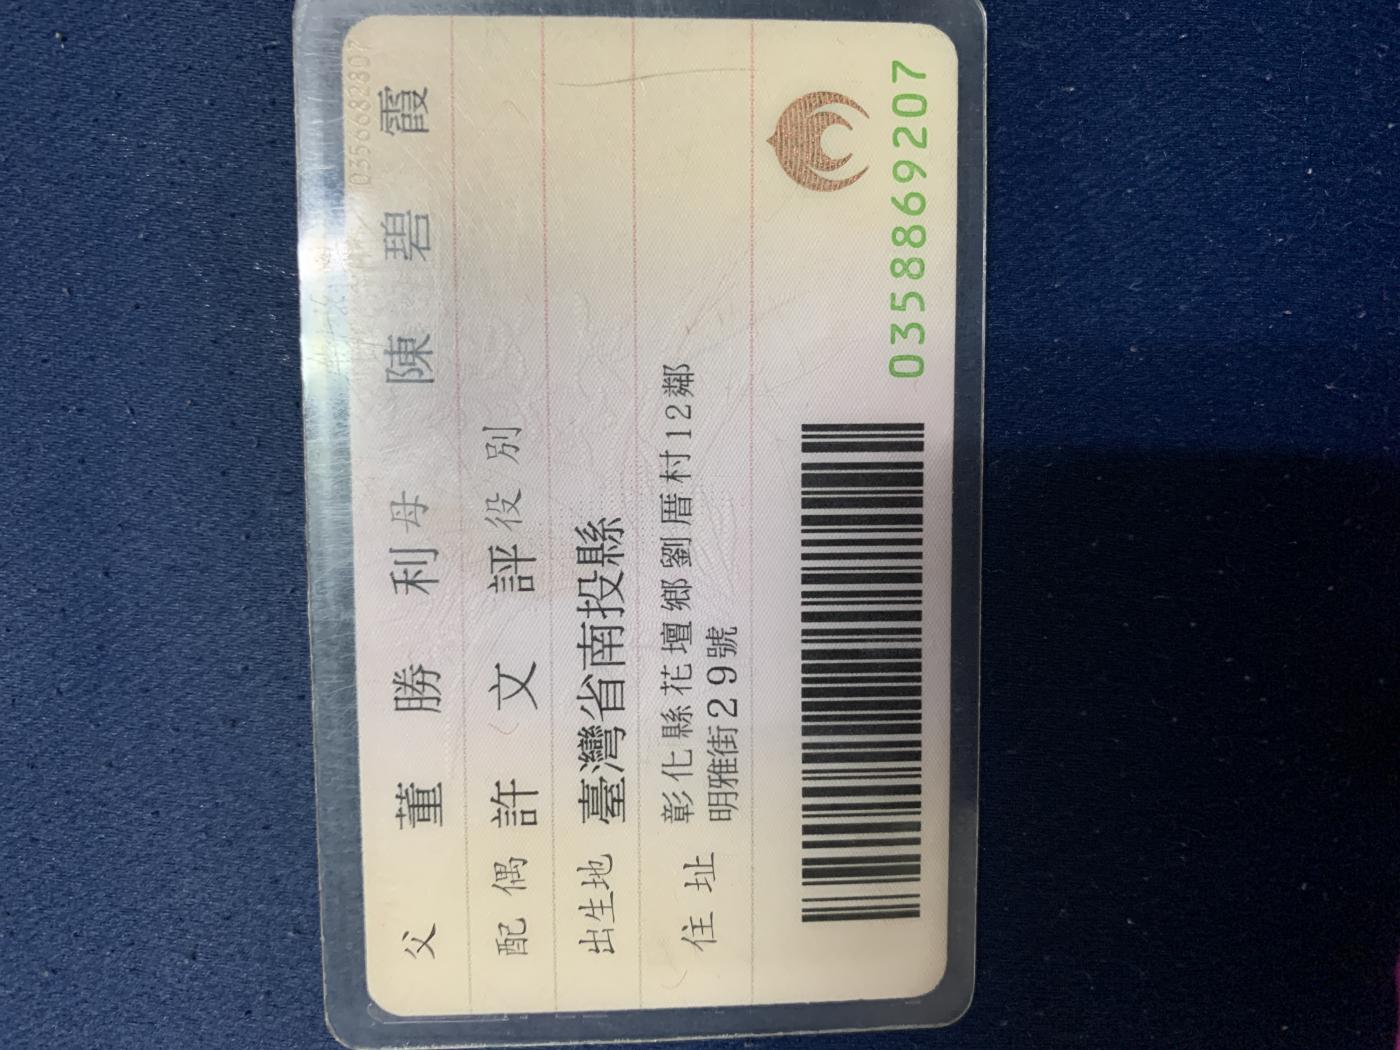 0356682807
父 董勝利 母 陳碧霞
配偶 許文評 役別
出生地 臺灣省南投縣
住址 彰化縣花壇鄉劉厝村12鄰
明雅街29號
0358869207